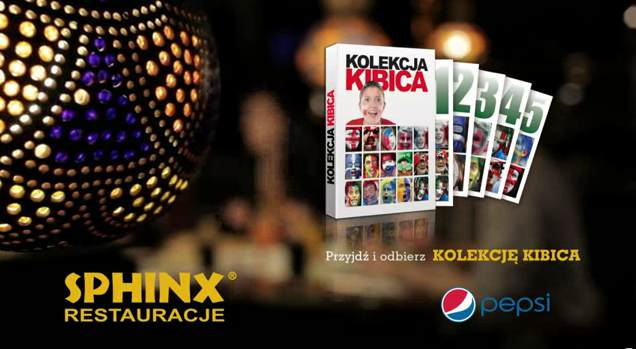 KOLEKCJA
KIBICA
KOLEKCJA KIBICA
1
2
3
4
5
Przyjdź i odbierz KOLEKCJĘ KIBICA
SPHINX®
RESTAURACJE
pepsi